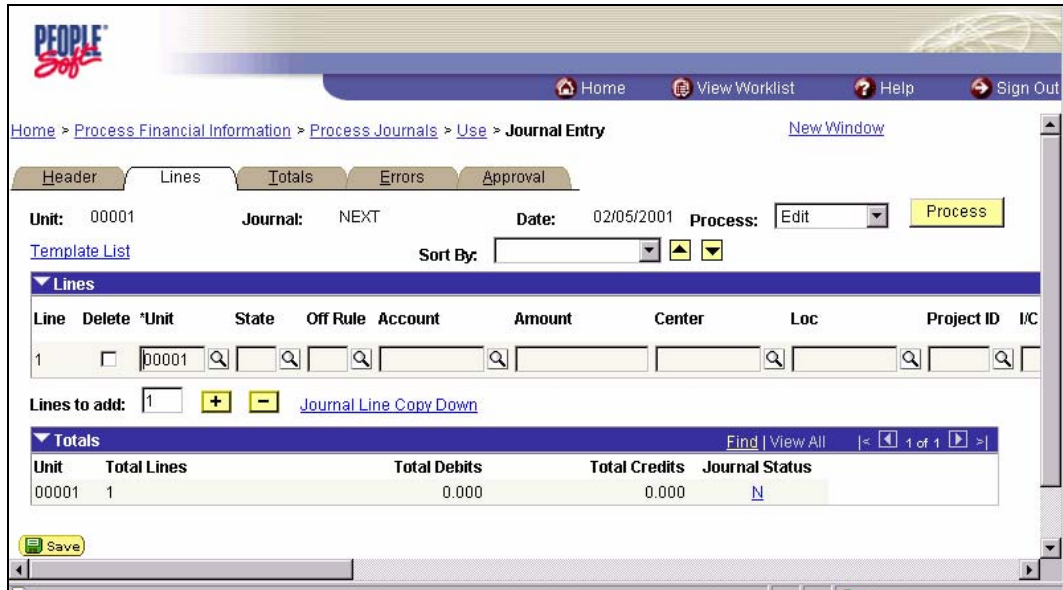 PEOPLE
Soft
Home View Worklist Help Sign Out
Home > Process Financial Information > Process Journals > Use > Journal Entry New Window
Header Lines Totals Errors Approval
Unit: 00001 Journal: NEXT Date: 02/05/2001 Process: Edit Process
Template List Sort By:
Lines
Line Delete *Unit State Off Rule Account Amount Center Loc Project ID I/C
1 00001
Lines to add: 1 + - Journal Line Copy Down
Totals Find | View All |< 1 of 1 >|
Unit Total Lines Total Debits Total Credits Journal Status
00001 1 0.000 0.000 N
Save